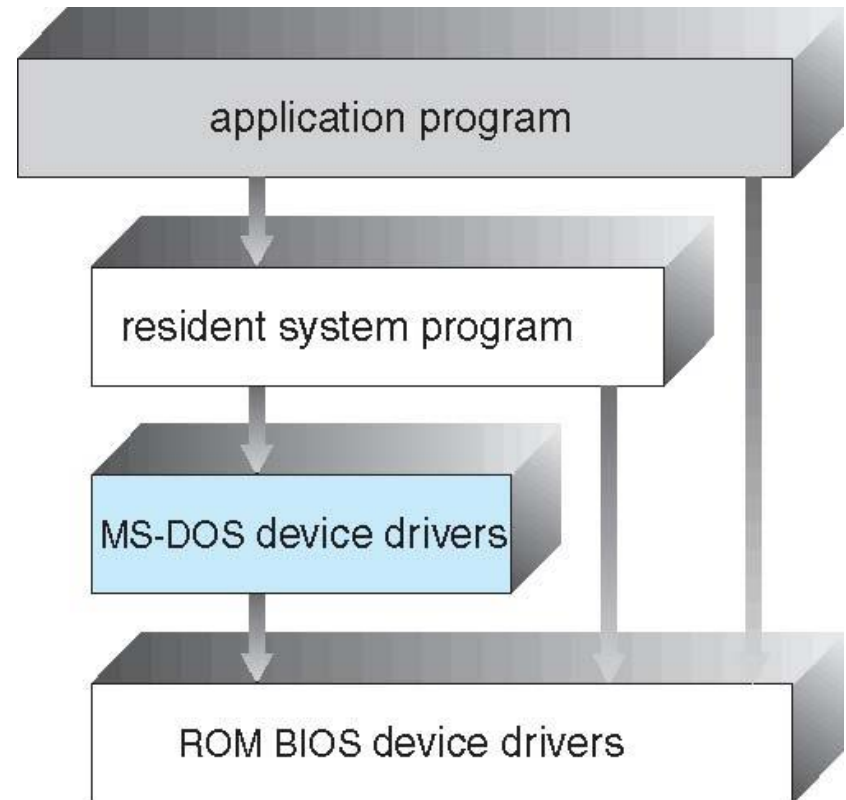 application program
resident system program
MS-DOS device drivers
ROM BIOS device drivers